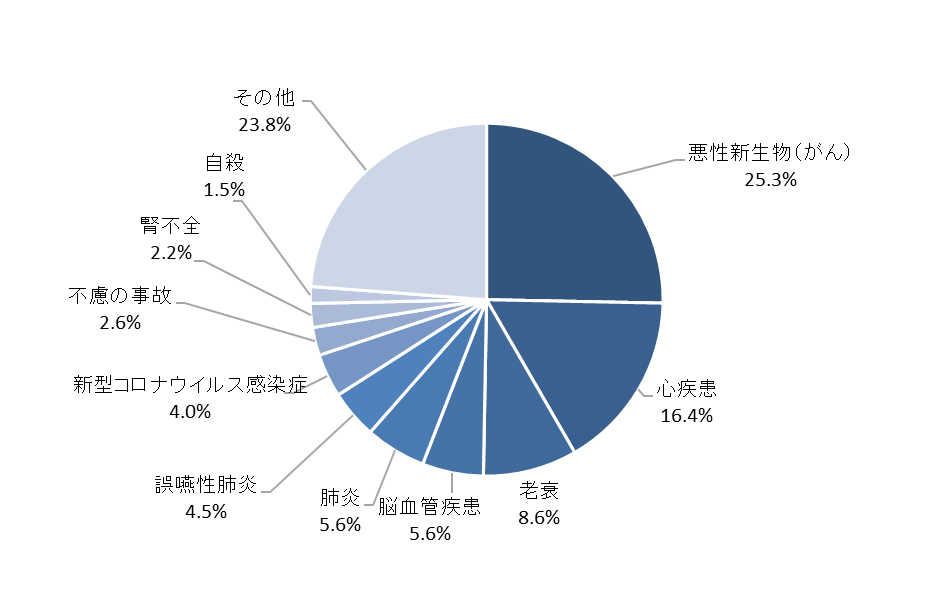 悪性新生物（がん）
25.3%
心疾患
16.4%
老衰
8.6%
脳血管疾患
5.6%
肺炎
5.6%
誤嚥性肺炎
4.5%
新型コロナウイルス感染症
4.0%
不慮の事故
2.6%
腎不全
2.2%
自殺
1.5%
その他
23.8%